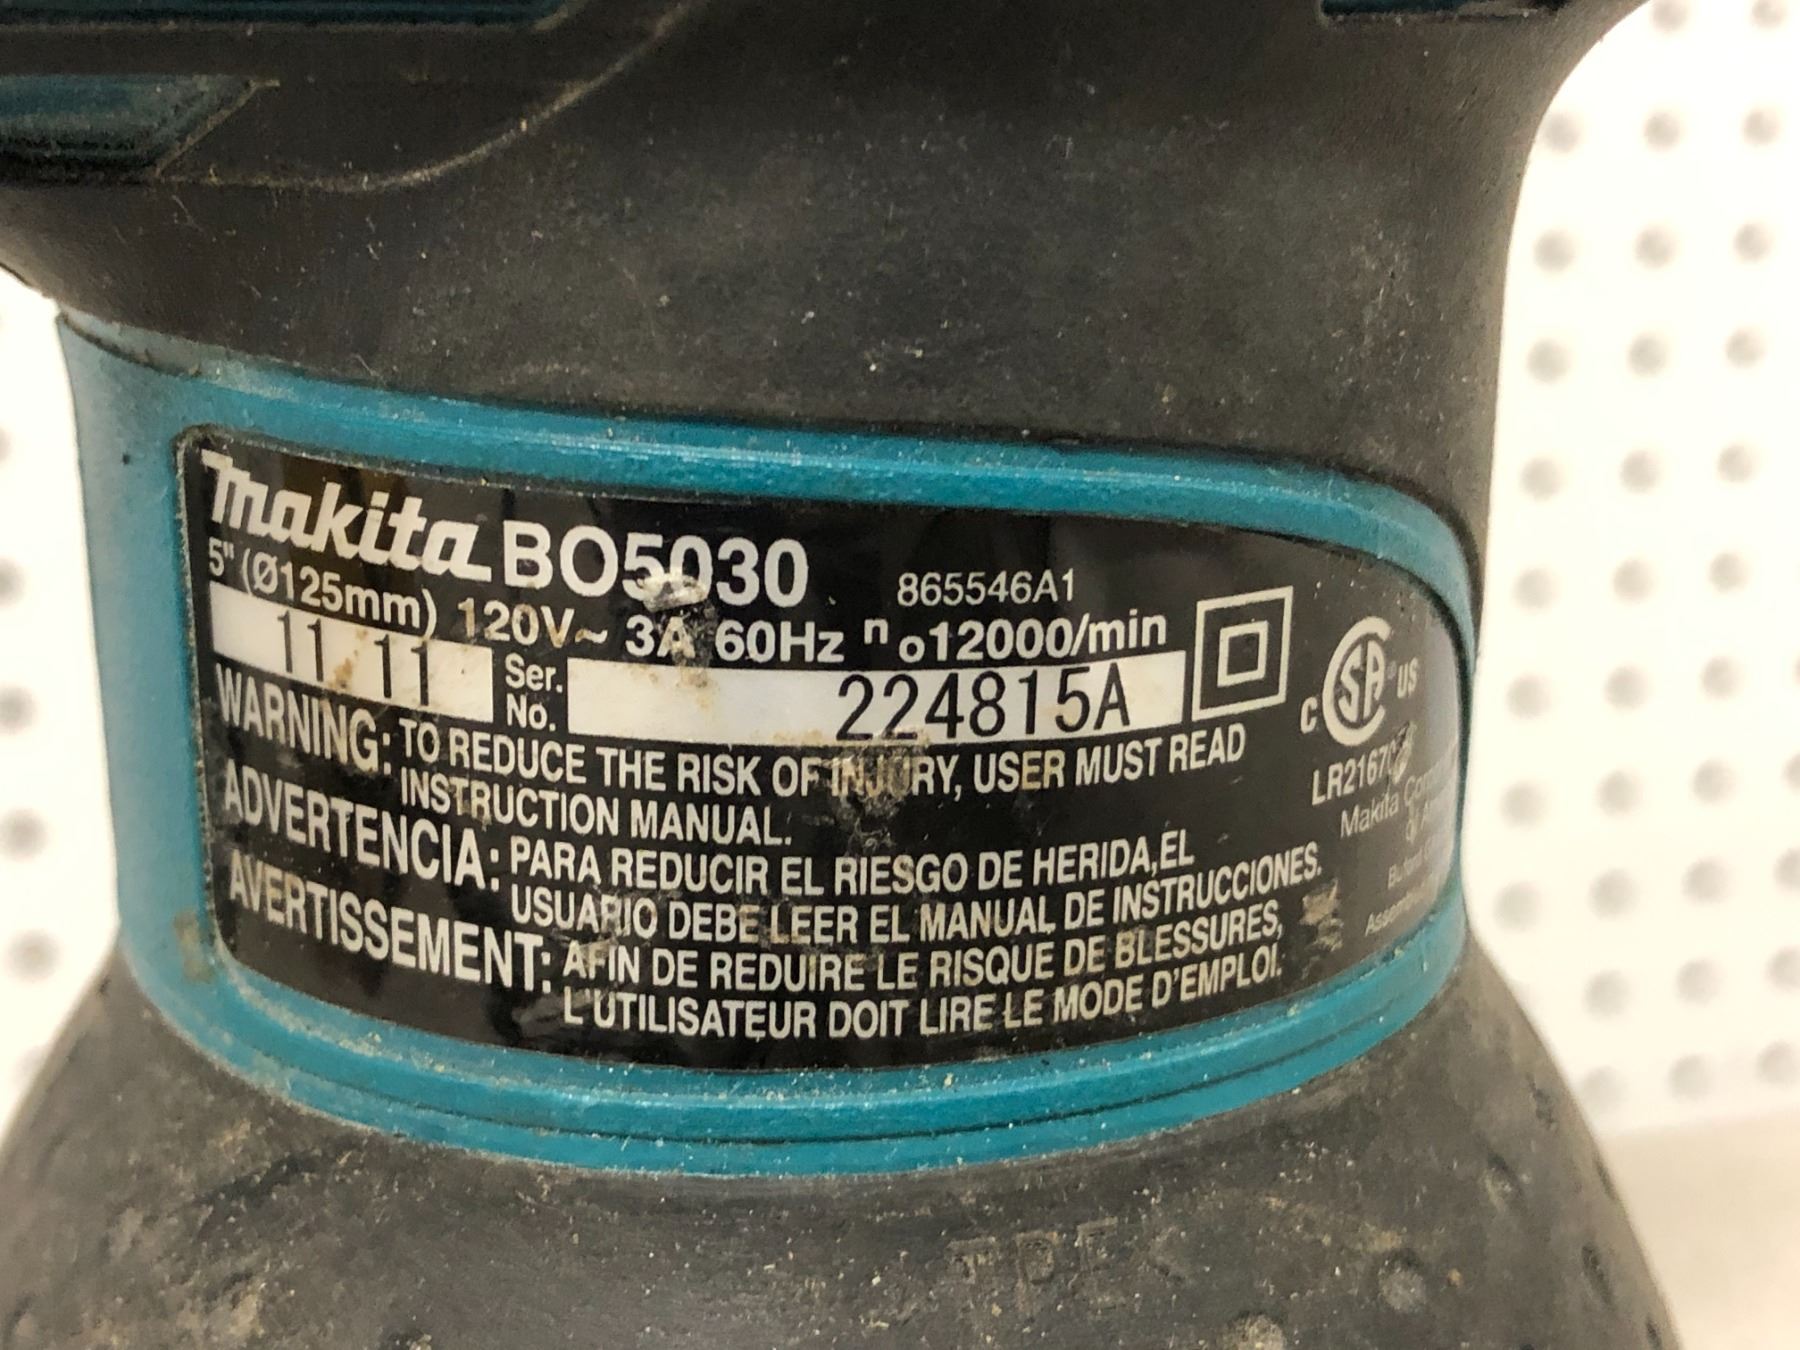 makita BO5030 865546A1
5" (Ø125mm) 120V~ 3A 60Hz no12000/min
11 11 Ser. No. 224815A
WARNING: TO REDUCE THE RISK OF INJURY, USER MUST READ
INSTRUCTION MANUAL.
ADVERTENCIA: PARA REDUCIR EL RIESGO DE HERIDA,EL
USUARIO DEBE LEER EL MANUAL DE INSTRUCCIONES.
AVERTISSEMENT: AFIN DE REDUIRE LE RISQUE DE BLESSURES,
L'UTILISATEUR DOIT LIRE LE MODE D'EMPLOI.
C SA® US
Makita